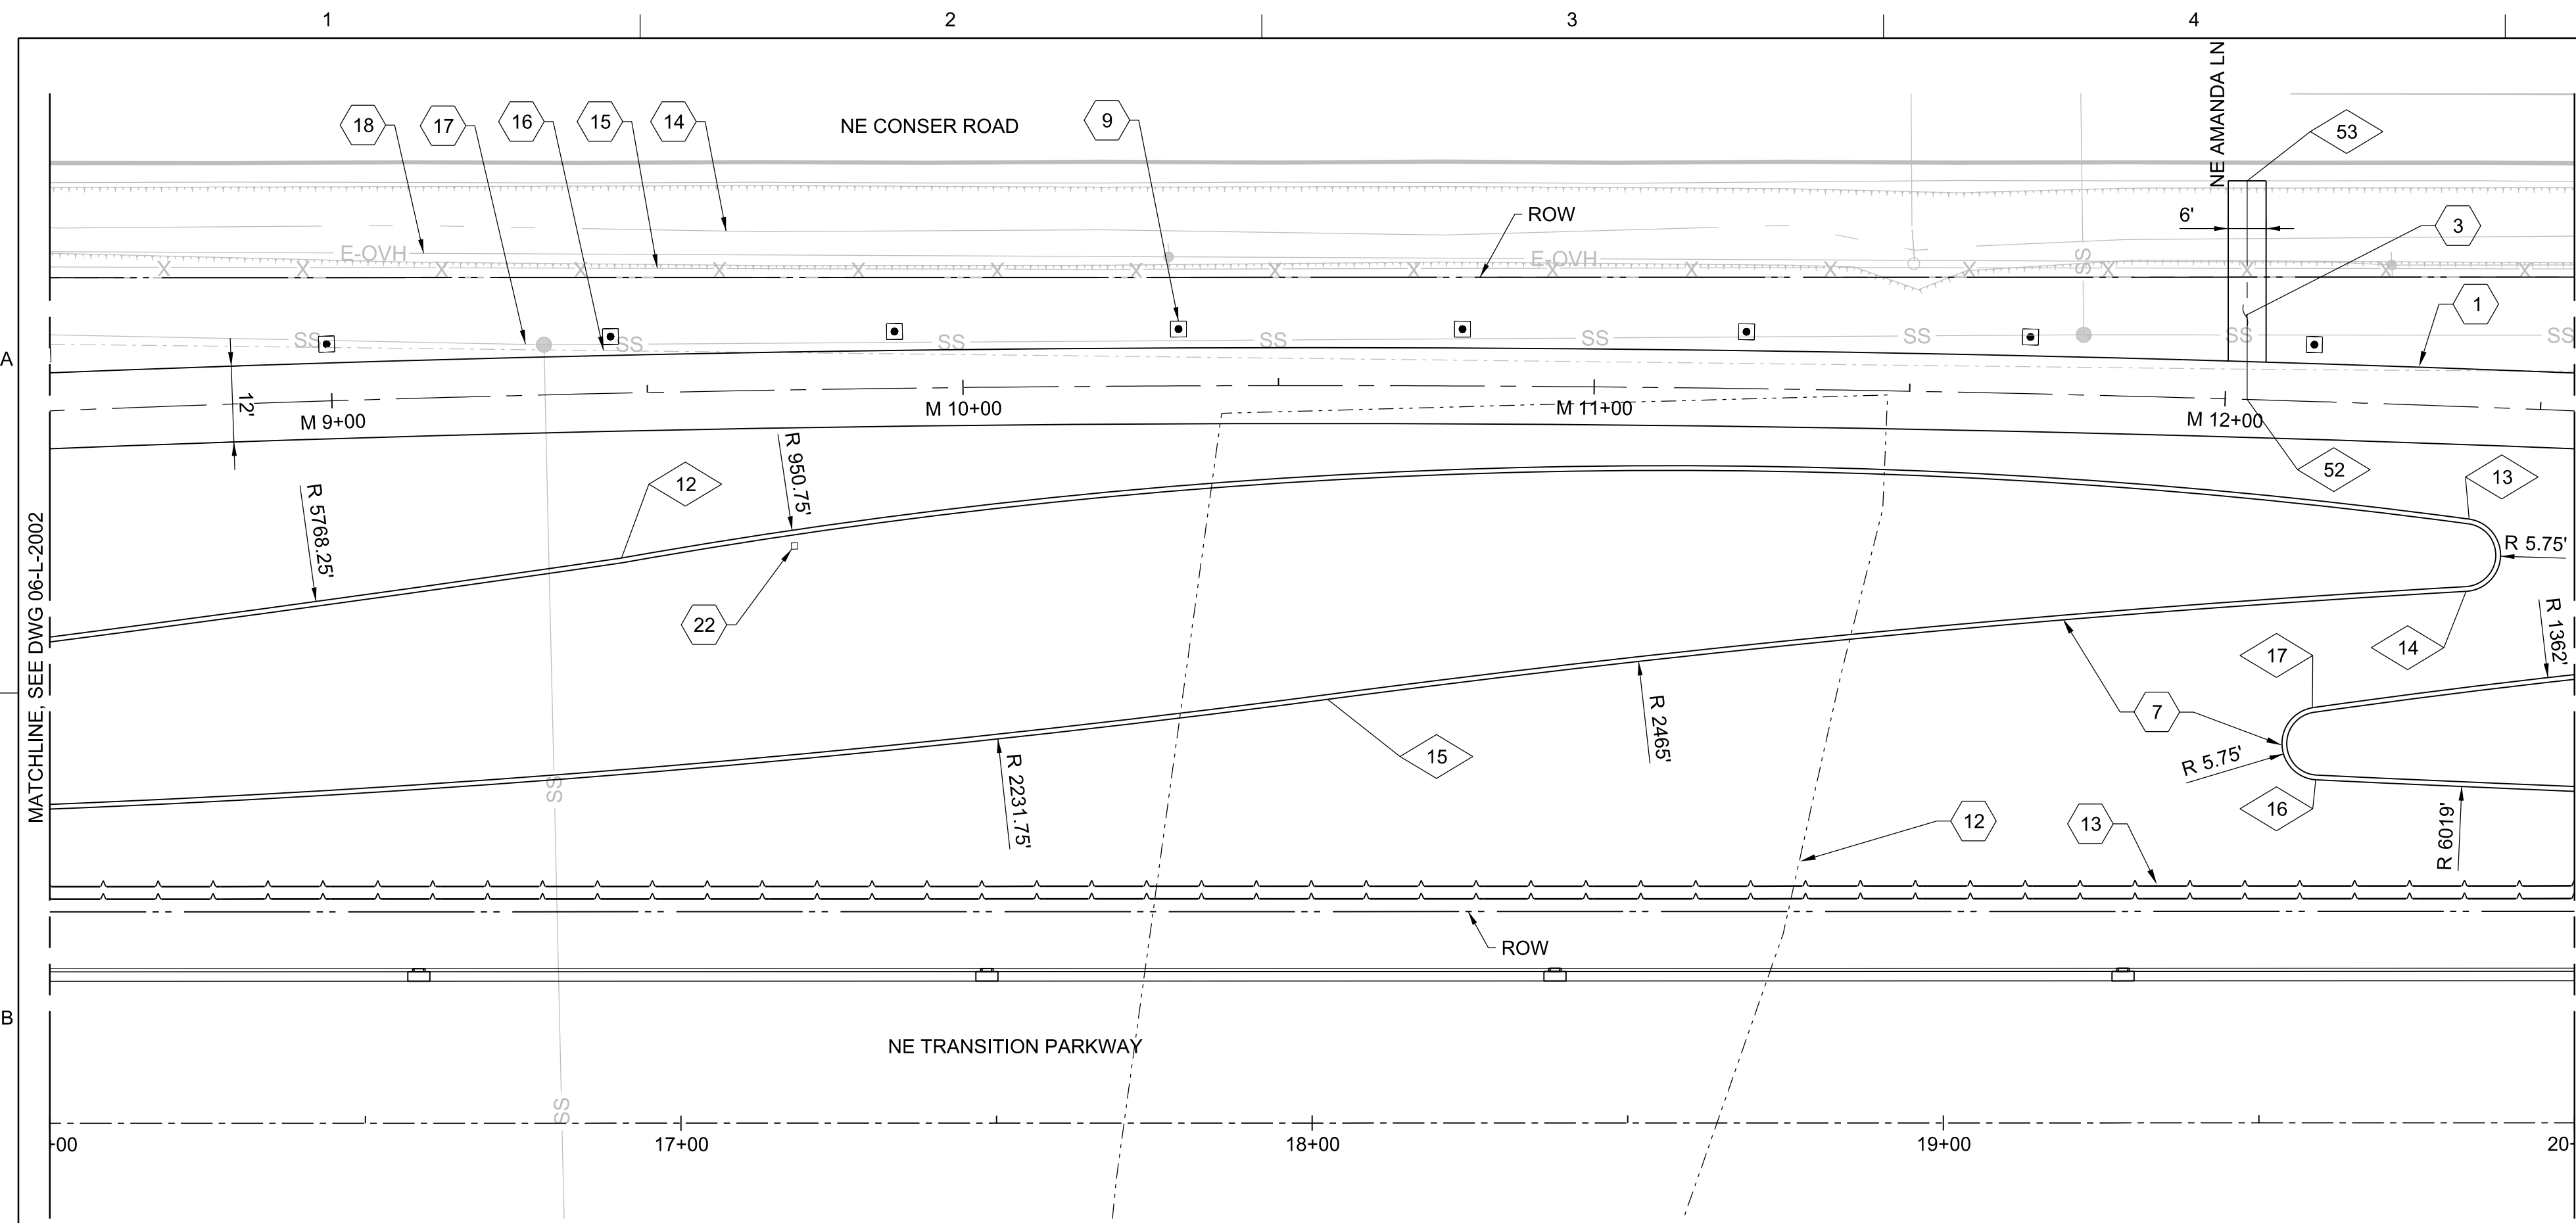 1
2
3
4
NE AMANDA LN
18
17
16
15
14
NE CONSER ROAD
9
53
ROW
6'
3
E-OVH
E-OVH
X X X X X X X X X X X X X X X X X X
SS
1
SS SS SS SS SS SS SS SS
A
12'
M 9+00
M 10+00
M 11+00
M 12+00
R 950.75'
12
52
13
R 5768.25'
MATCHLINE, SEE DWG 06-L-2002
R 5.75'
22
R 1362'
14
17
7
R 2465'
15
R 2231.75'
R 5.75'
SS
16
12
13
R 6019'
ROW
B
NE TRANSITION PARKWAY
SS
+00
17+00
18+00
19+00
20